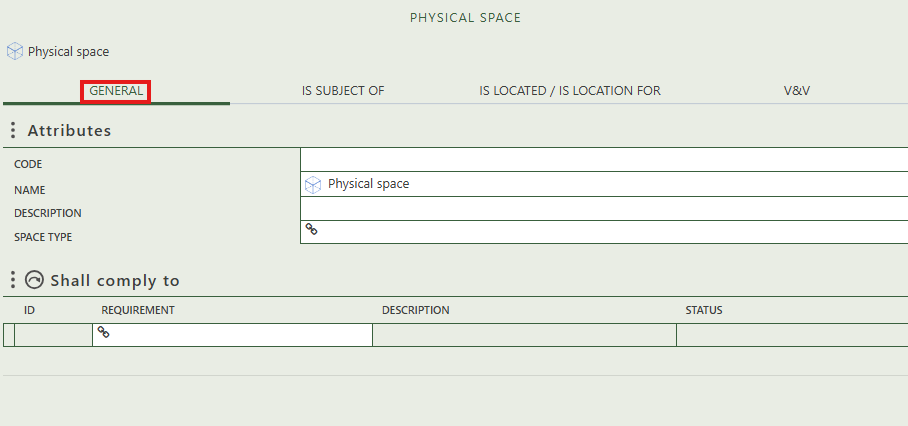 PHYSICAL SPACE
Physical space
GENERAL IS SUBJECT OF IS LOCATED / IS LOCATION FOR V&V
Attributes
CODE
NAME Physical space
DESCRIPTION
SPACE TYPE
Shall comply to
ID REQUIREMENT DESCRIPTION STATUS